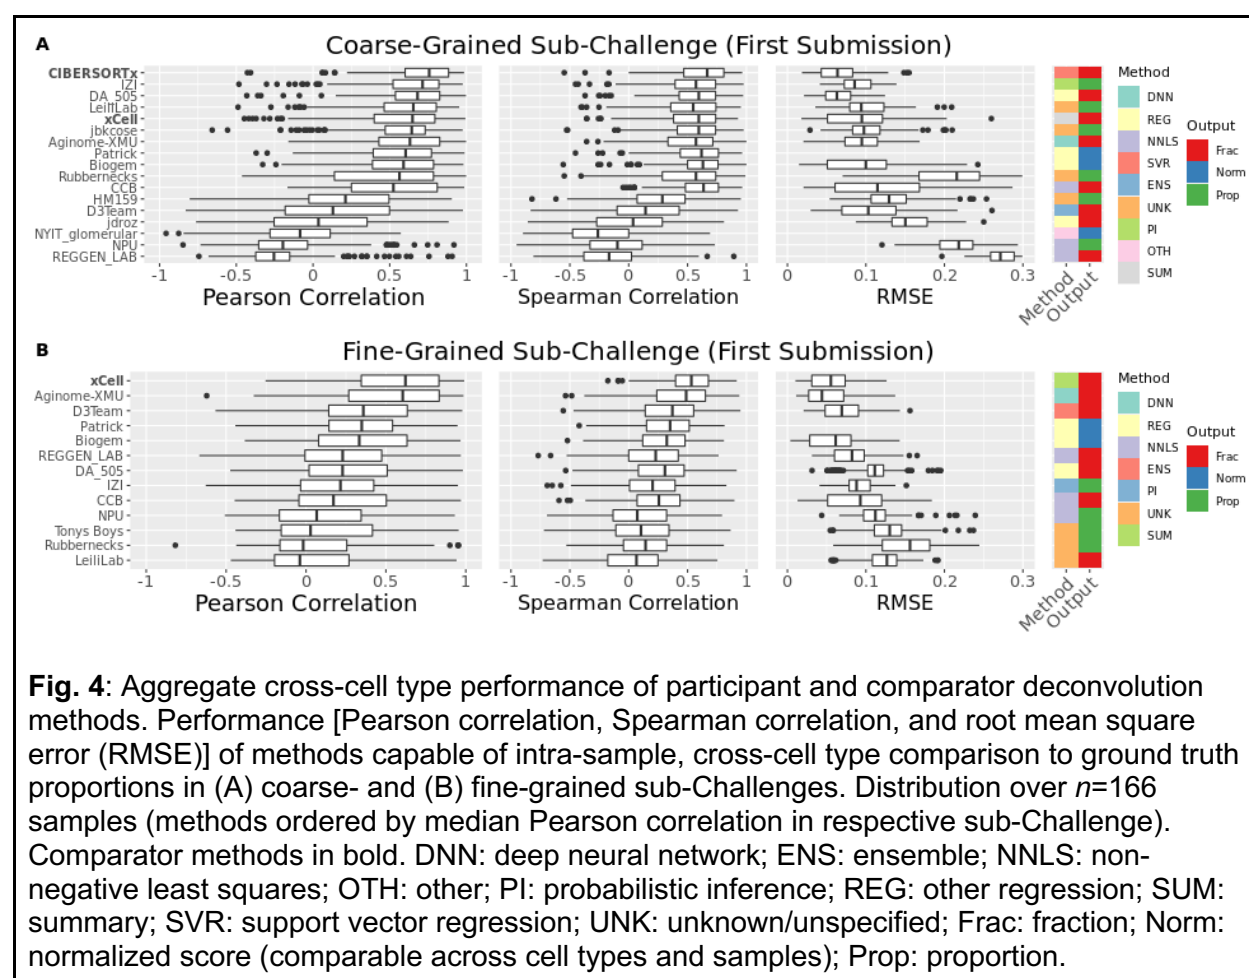 A
Coarse-Grained Sub-Challenge (First Submission)
CIBERSORTx
IZI
DA_505
LeiliLab
xCell
jbkcose
Aginome-XMU
Patrick
Biogem
Rubbernecks
CCB
HM159
D3Team
jdroz
NYIT_glomerular
NPU
REGGEN_LAB
-1 -0.5 0 0.5 1
Pearson Correlation
-1 -0.5 0 0.5 1
Spearman Correlation
0 0.1 0.2 0.3
RMSE
Method
Output
Method
DNN
REG
NNLS
SVR
ENS
UNK
PI
OTH
SUM
Output
Frac
Norm
Prop
B
Fine-Grained Sub-Challenge (First Submission)
xCell
Aginome-XMU
D3Team
Patrick
Biogem
REGGEN_LAB
DA_505
IZI
CCB
NPU
Tonys Boys
Rubbernecks
LeiliLab
-1 -0.5 0 0.5 1
Pearson Correlation
-1 -0.5 0 0.5 1
Spearman Correlation
0 0.1 0.2 0.3
RMSE
Method
Output
Method
DNN
REG
NNLS
ENS
PI
UNK
SUM
Output
Frac
Norm
Prop
Fig. 4: Aggregate cross-cell type performance of participant and comparator deconvolution
methods. Performance [Pearson correlation, Spearman correlation, and root mean square
error (RMSE)] of methods capable of intra-sample, cross-cell type comparison to ground truth
proportions in (A) coarse- and (B) fine-grained sub-Challenges. Distribution over n=166
samples (methods ordered by median Pearson correlation in respective sub-Challenge).
Comparator methods in bold. DNN: deep neural network; ENS: ensemble; NNLS: non-
negative least squares; OTH: other; PI: probabilistic inference; REG: other regression; SUM:
summary; SVR: support vector regression; UNK: unknown/unspecified; Frac: fraction; Norm:
normalized score (comparable across cell types and samples); Prop: proportion.